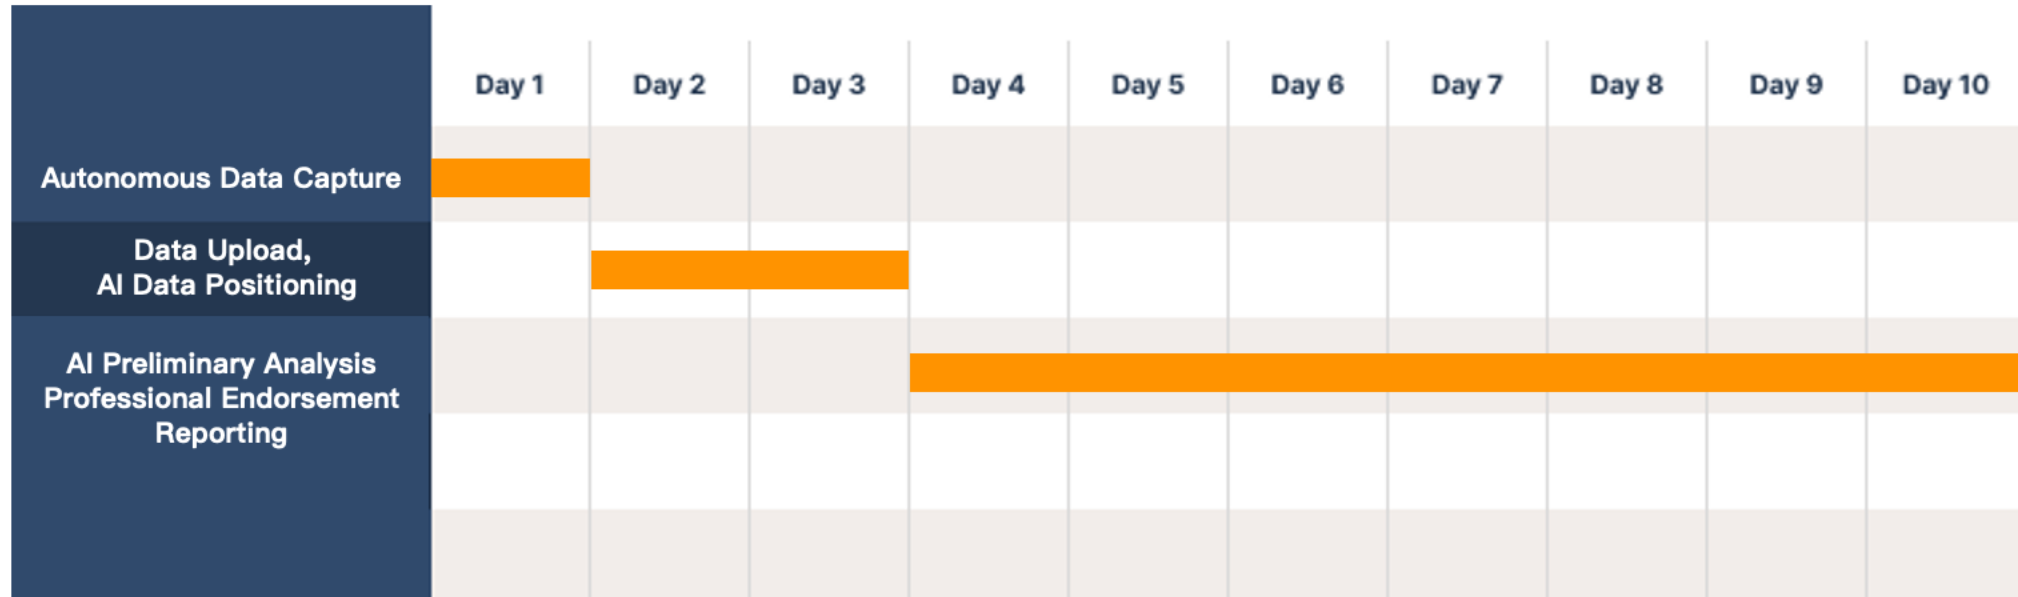 Day 1 Day 2 Day 3 Day 4 Day 5 Day 6 Day 7 Day 8 Day 9 Day 10
Autonomous Data Capture
Data Upload,
AI Data Positioning
AI Preliminary Analysis
Professional Endorsement
Reporting